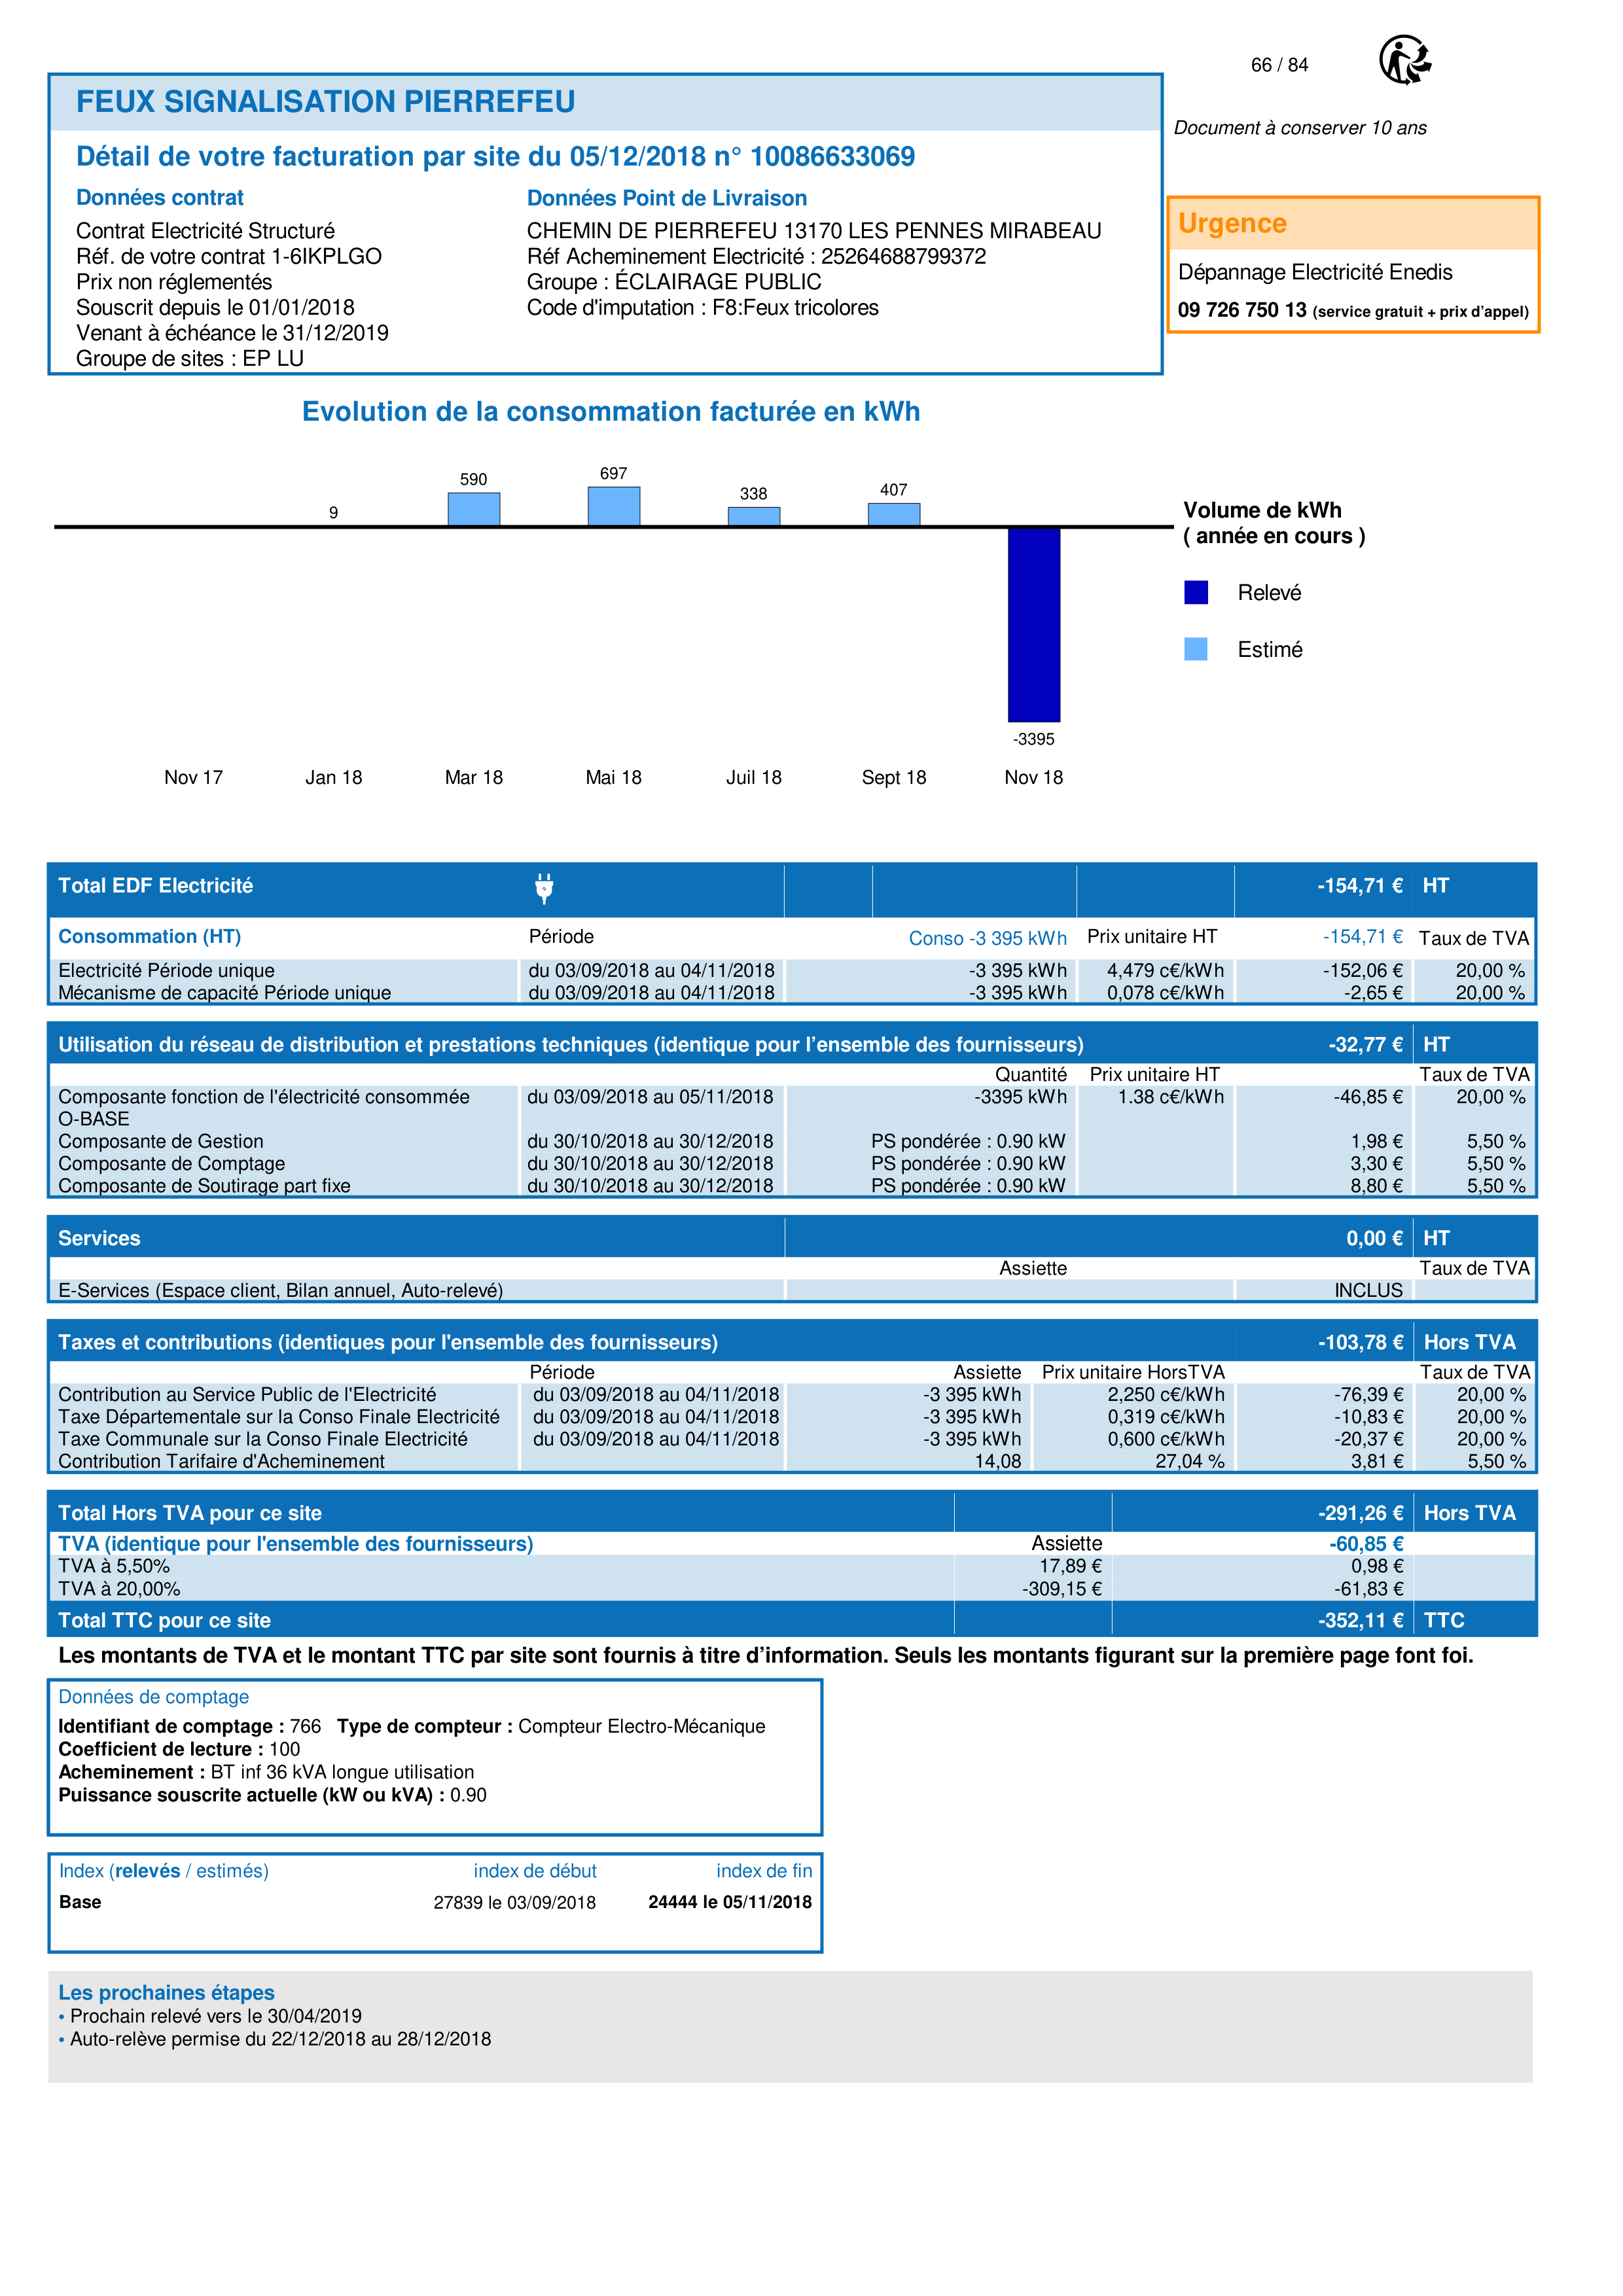 66 / 84
FEUX SIGNALISATION PIERREFEU
Document à conserver 10 ans
Détail de votre facturation par site du 05/12/2018 n° 10086633069
Données contrat
Contrat Electricité Structuré
Réf. de votre contrat 1-6IKPLGO
Prix non réglementés
Souscrit depuis le 01/01/2018
Venant à échéance le 31/12/2019
Groupe de sites : EP LU
Données Point de Livraison
CHEMIN DE PIERREFEU 13170 LES PENNES MIRABEAU
Réf Acheminement Electricité : 25264688799372
Groupe : ÉCLAIRAGE PUBLIC
Code d'imputation : F8:Feux tricolores
Urgence
Dépannage Electricité Enedis
09 726 750 13 (service gratuit + prix d’appel)
Evolution de la consommation facturée en kWh
9 590 697 338 407 -3395
Nov 17 Jan 18 Mar 18 Mai 18 Juil 18 Sept 18 Nov 18
Volume de kWh
( année en cours )
Relevé
Estimé
Total EDF Electricité -154,71 € HT
Consommation (HT) Période Conso -3 395 kWh Prix unitaire HT -154,71 € Taux de TVA
Electricité Période unique du 03/09/2018 au 04/11/2018 -3 395 kWh 4,479 c€/kWh -152,06 € 20,00 %
Mécanisme de capacité Période unique du 03/09/2018 au 04/11/2018 -3 395 kWh 0,078 c€/kWh -2,65 € 20,00 %
Utilisation du réseau de distribution et prestations techniques (identique pour l’ensemble des fournisseurs) -32,77 € HT
Quantité Prix unitaire HT Taux de TVA
Composante fonction de l'électricité consommée du 03/09/2018 au 05/11/2018 -3395 kWh 1.38 c€/kWh -46,85 € 20,00 %
O-BASE
Composante de Gestion du 30/10/2018 au 30/12/2018 PS pondérée : 0.90 kW 1,98 € 5,50 %
Composante de Comptage du 30/10/2018 au 30/12/2018 PS pondérée : 0.90 kW 3,30 € 5,50 %
Composante de Soutirage part fixe du 30/10/2018 au 30/12/2018 PS pondérée : 0.90 kW 8,80 € 5,50 %
Services 0,00 € HT
Assiette Taux de TVA
E-Services (Espace client, Bilan annuel, Auto-relevé) INCLUS
Taxes et contributions (identiques pour l'ensemble des fournisseurs) -103,78 € Hors TVA
Période Assiette Prix unitaire HorsTVA Taux de TVA
Contribution au Service Public de l'Electricité du 03/09/2018 au 04/11/2018 -3 395 kWh 2,250 c€/kWh -76,39 € 20,00 %
Taxe Départementale sur la Conso Finale Electricité du 03/09/2018 au 04/11/2018 -3 395 kWh 0,319 c€/kWh -10,83 € 20,00 %
Taxe Communale sur la Conso Finale Electricité du 03/09/2018 au 04/11/2018 -3 395 kWh 0,600 c€/kWh -20,37 € 20,00 %
Contribution Tarifaire d'Acheminement 14,08 27,04 % 3,81 € 5,50 %
Total Hors TVA pour ce site -291,26 € Hors TVA
TVA (identique pour l'ensemble des fournisseurs) Assiette -60,85 €
TVA à 5,50% 17,89 € 0,98 €
TVA à 20,00% -309,15 € -61,83 €
Total TTC pour ce site -352,11 € TTC
Les montants de TVA et le montant TTC par site sont fournis à titre d’information. Seuls les montants figurant sur la première page font foi.
Données de comptage
Identifiant de comptage : 766 Type de compteur : Compteur Electro-Mécanique
Coefficient de lecture : 100
Acheminement : BT inf 36 kVA longue utilisation
Puissance souscrite actuelle (kW ou kVA) : 0.90
Index (relevés / estimés) index de début index de fin
Base 27839 le 03/09/2018 24444 le 05/11/2018
Les prochaines étapes
• Prochain relevé vers le 30/04/2019
• Auto-relève permise du 22/12/2018 au 28/12/2018